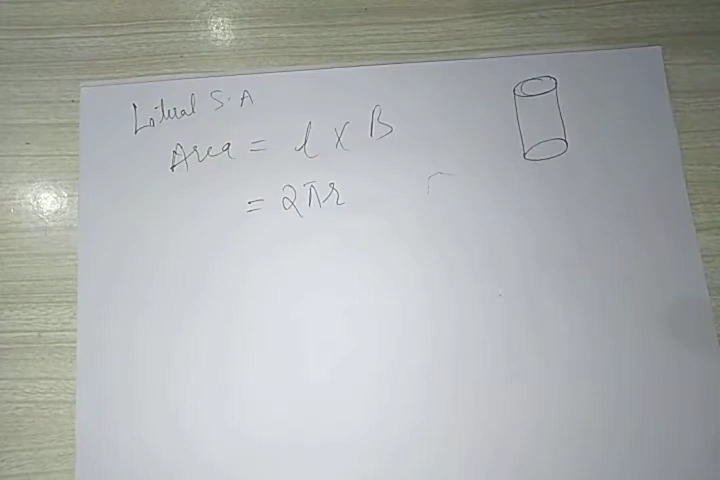 Lateral S.A
Area = l × B
= 2πr